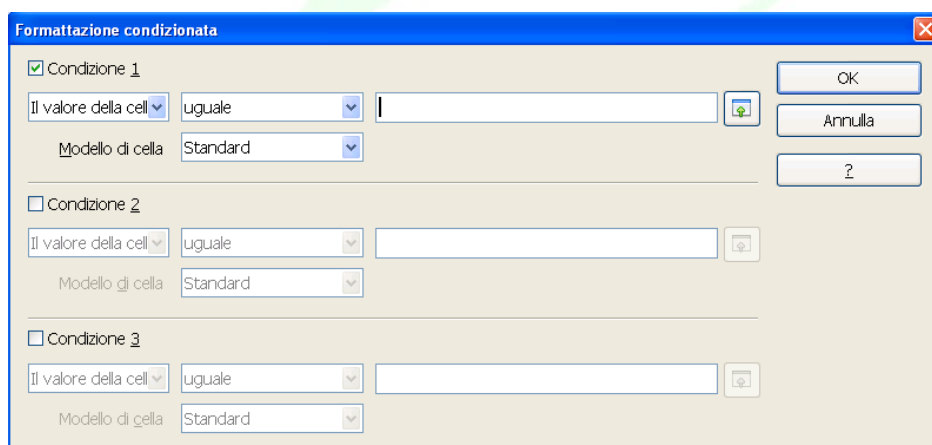 Formattazione condizionata
Condizione 1
OK
Il valore della cell uguale
Annulla
Modello di cella Standard
?
Condizione 2
Il valore della cell uguale
Modello di cella Standard
Condizione 3
Il valore della cell uguale
Modello di cella Standard